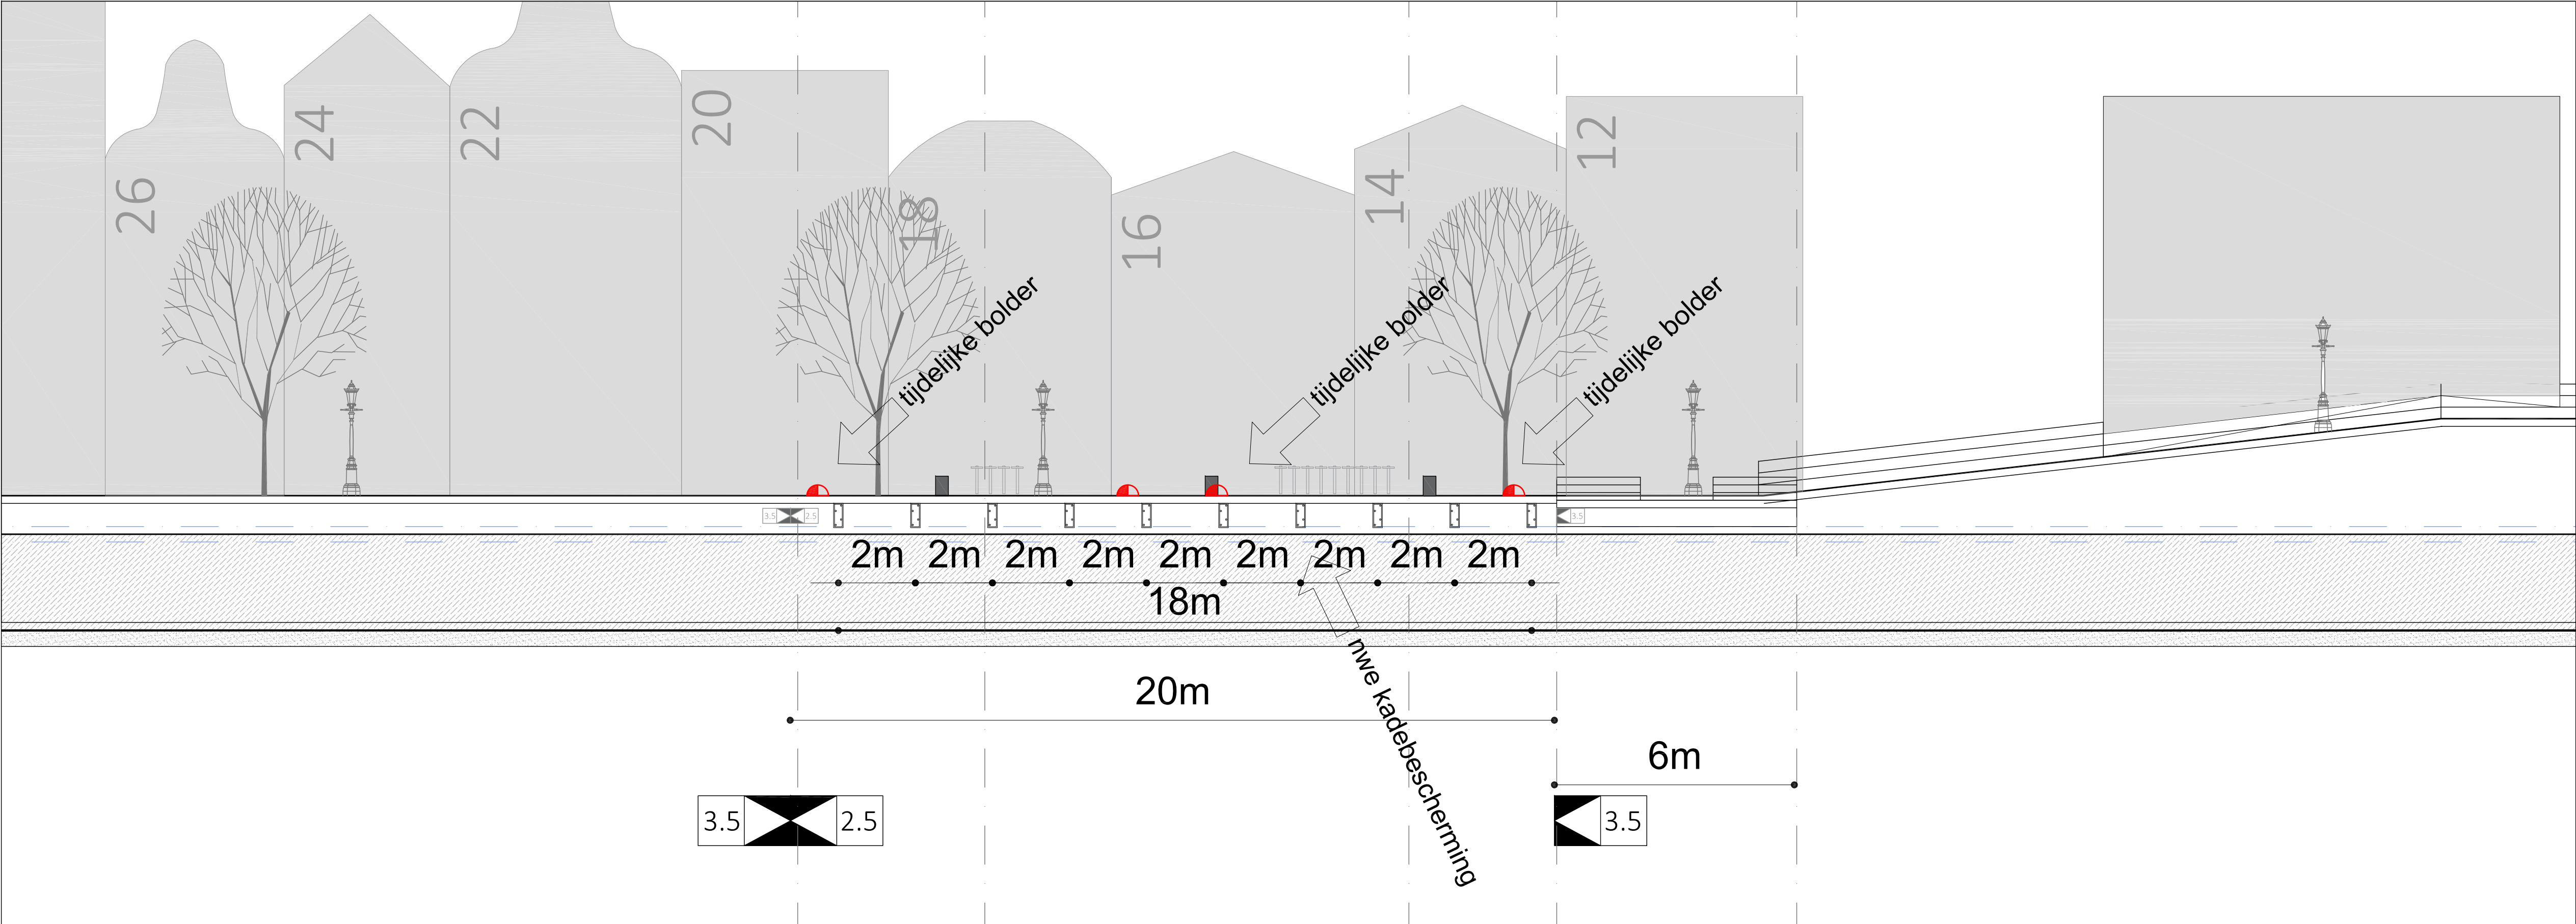 26
24
22
20
18
16
14
12
tijdelijke bolder
tijdelijke bolder
tijdelijke bolder
3.5
2.5
3.5
2m 2m 2m 2m 2m 2m 2m 2m 2m
18m
20m
6m
nwe kadebescherming
3.5
2.5
3.5